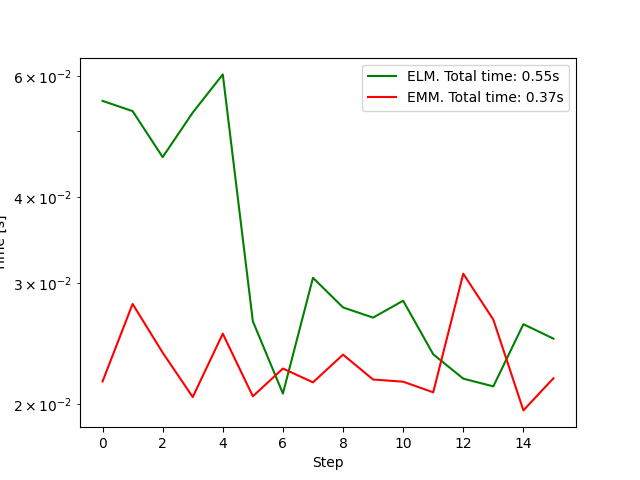 ELM. Total time: 0.55s
EMM. Total time: 0.37s
6 × 10⁻²
4 × 10⁻²
3 × 10⁻²
2 × 10⁻²
Time [s]
0 2 4 6 8 10 12 14
Step